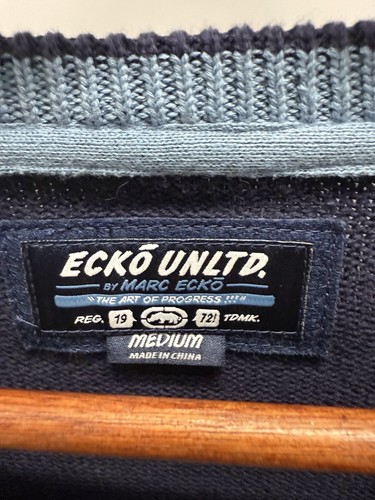 ECKŌ UNLTD.
BY MARC ECKŌ
"THE ART OF PROGRESS !!!"
REG. 19 72! TDMK.
MEDIUM
MADE IN CHINA